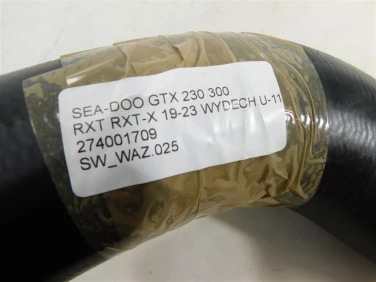 SEA-DOO GTX 230 300
RXT RXT-X 19-23 WYDECH U-11
274001709
SW_WAZ.025